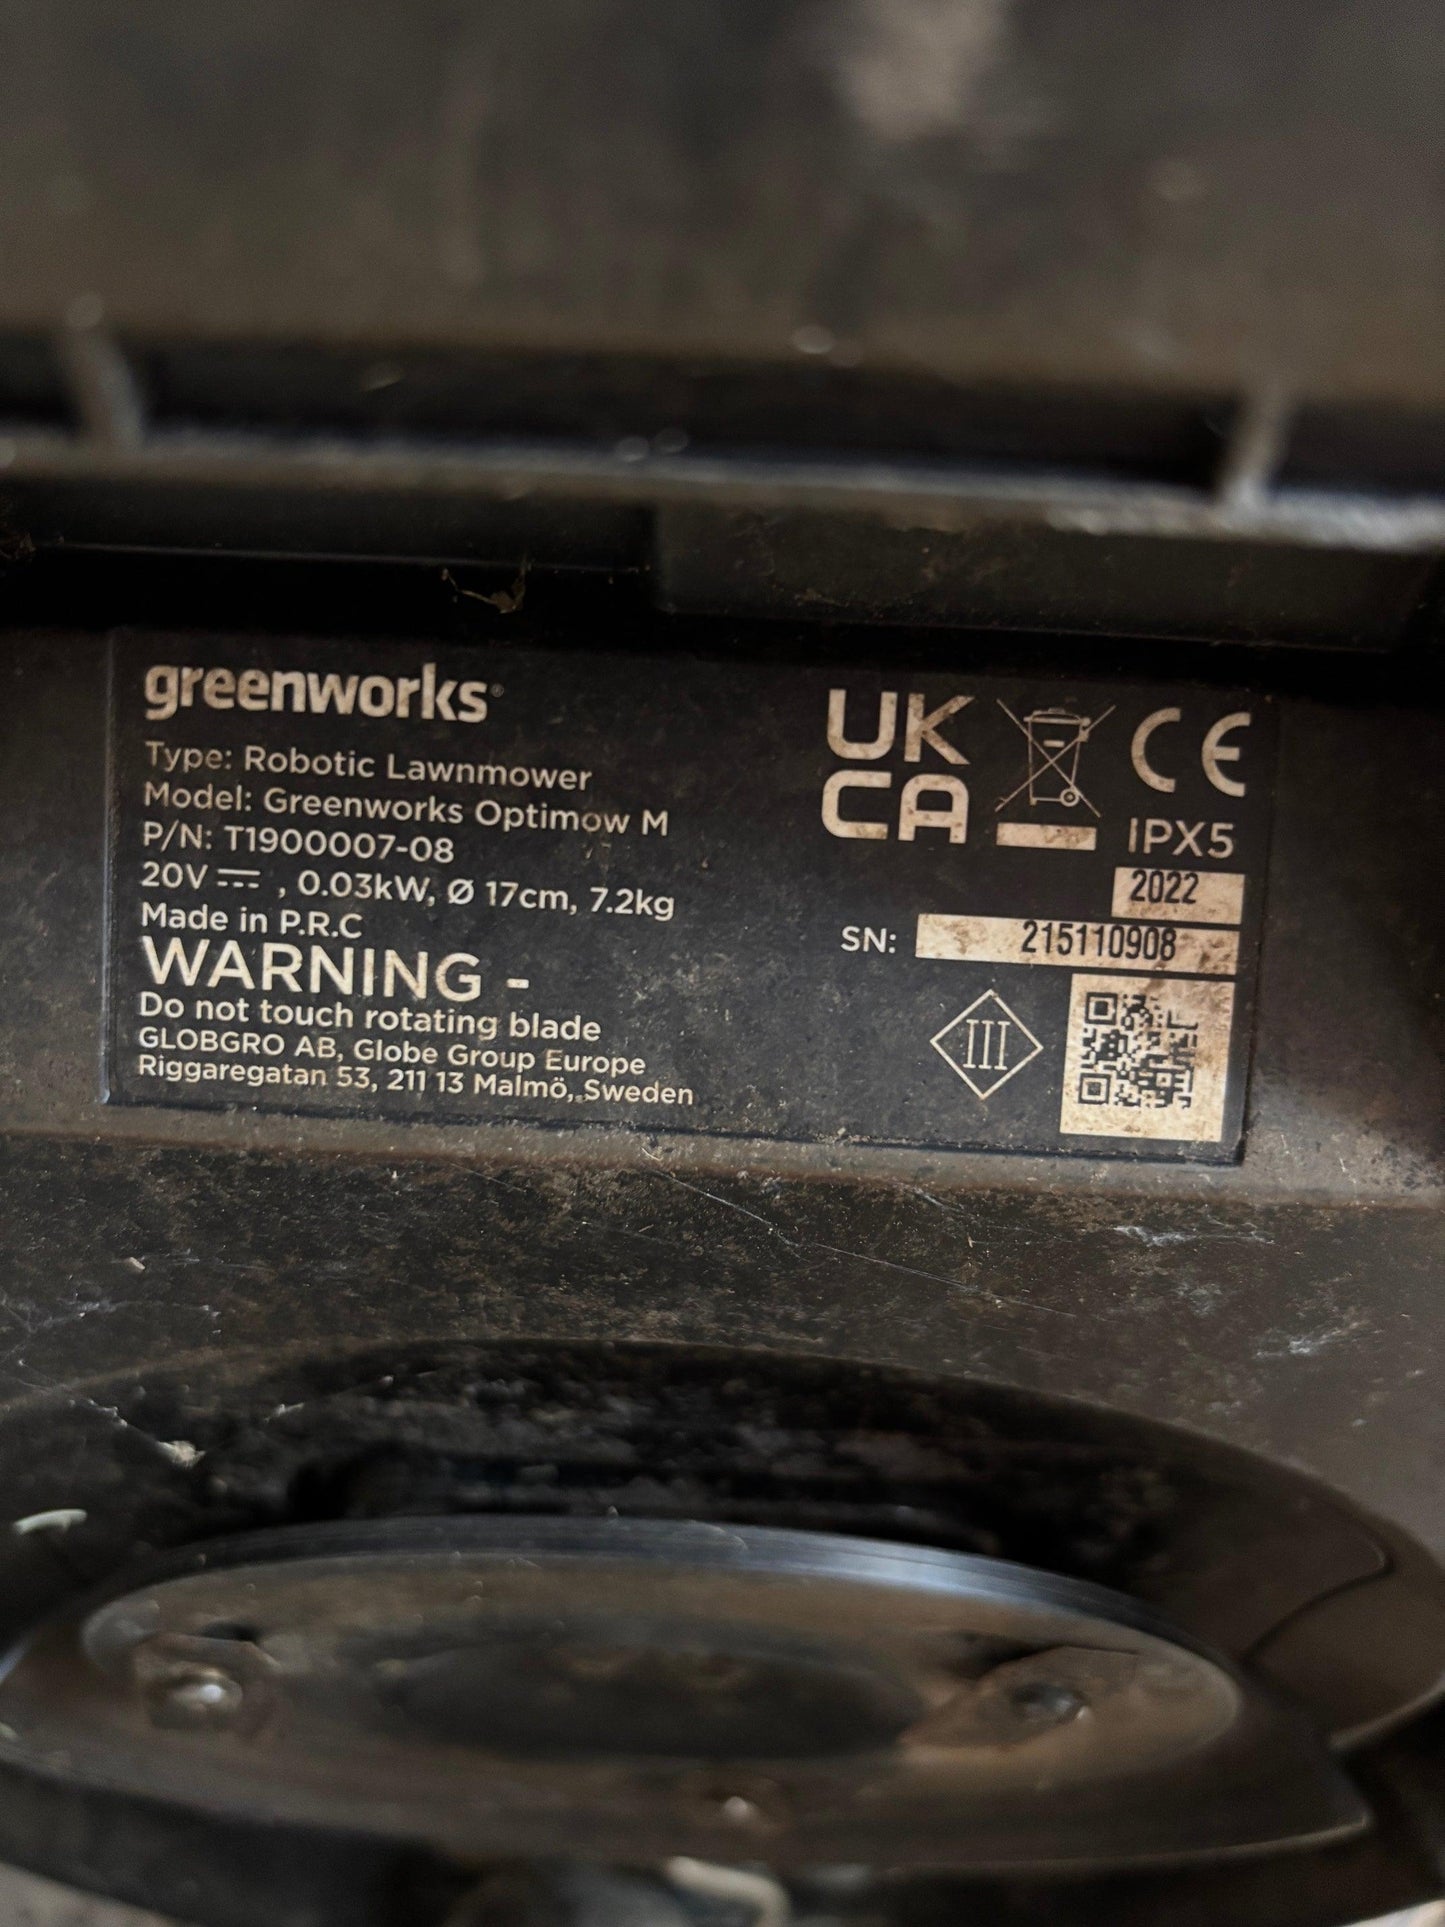 greenworks®
Type: Robotic Lawnmower
Model: Greenworks Optimow M
P/N: T1900007-08
20V ⎓ , 0.03kW, Ø 17cm, 7.2kg
Made in P.R.C
WARNING -
Do not touch rotating blade
GLOBGRO AB, Globe Group Europe
Riggaregatan 53, 211 13 Malmö, Sweden
UK
CA
CE
IPX5
2022
SN: 215110908
III